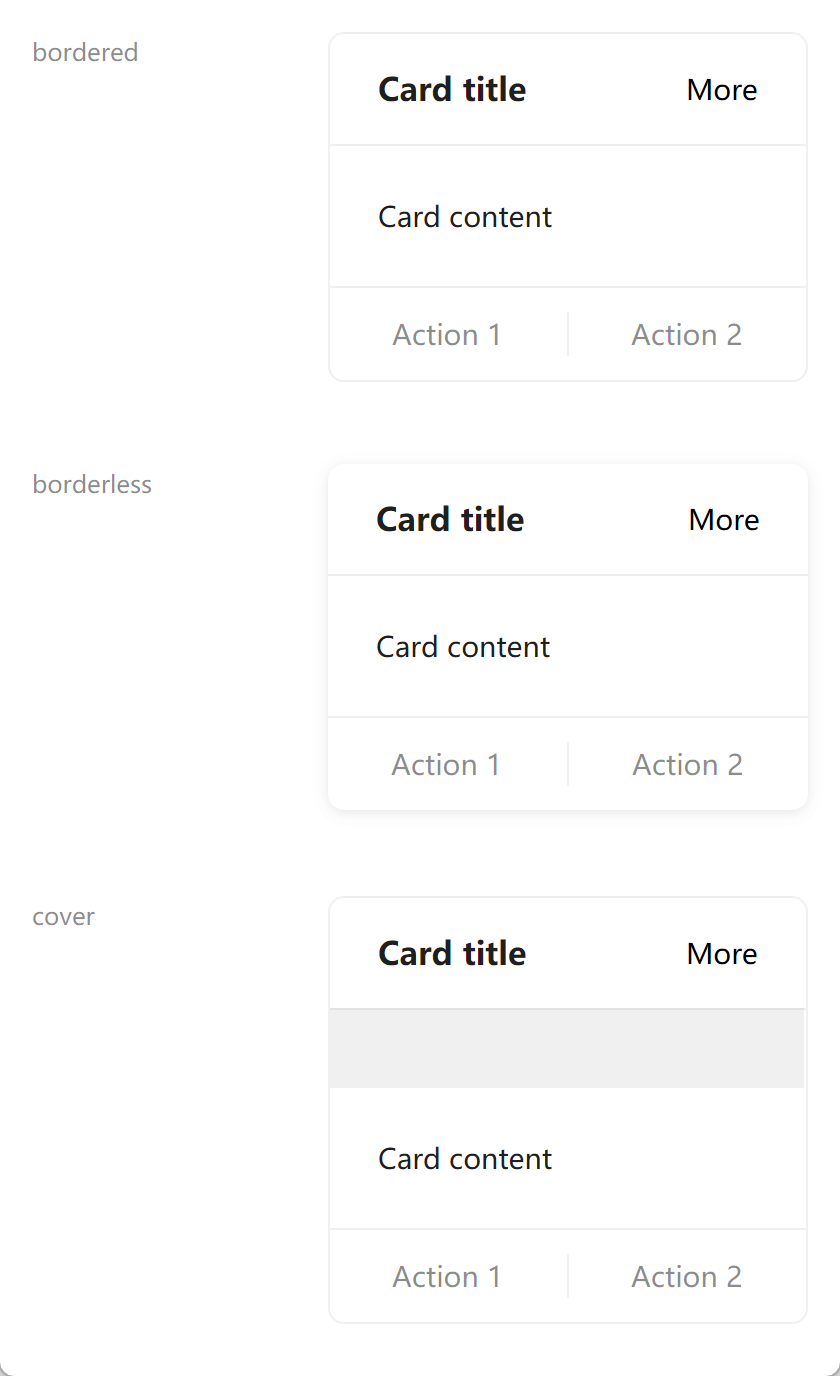 bordered
Card title More
Card content
Action 1 Action 2
borderless
Card title More
Card content
Action 1 Action 2
cover
Card title More
Card content
Action 1 Action 2